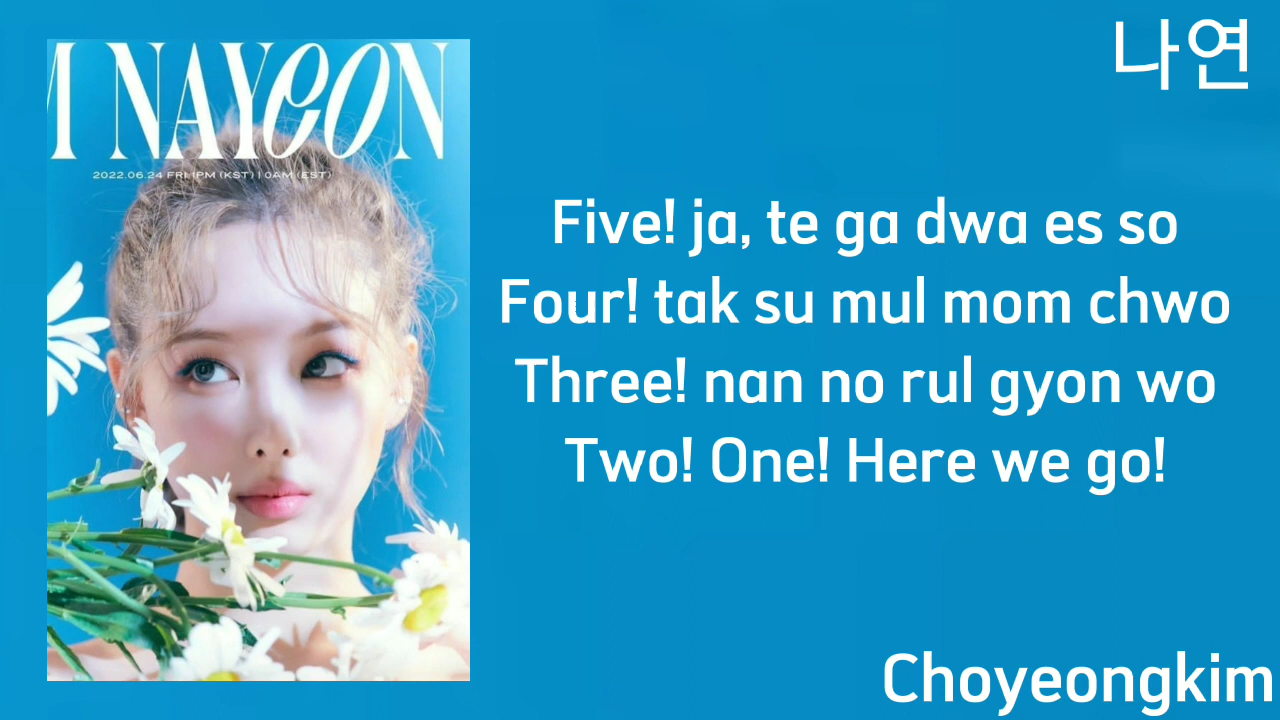 M NAYEON
2022.06.24 FRI 1PM (KST) | 0AM (EST)
나연
Five! ja, te ga dwa es so
Four! tak su mul mom chwo
Three! nan no rul gyon wo
Two! One! Here we go!
Choyeongkim